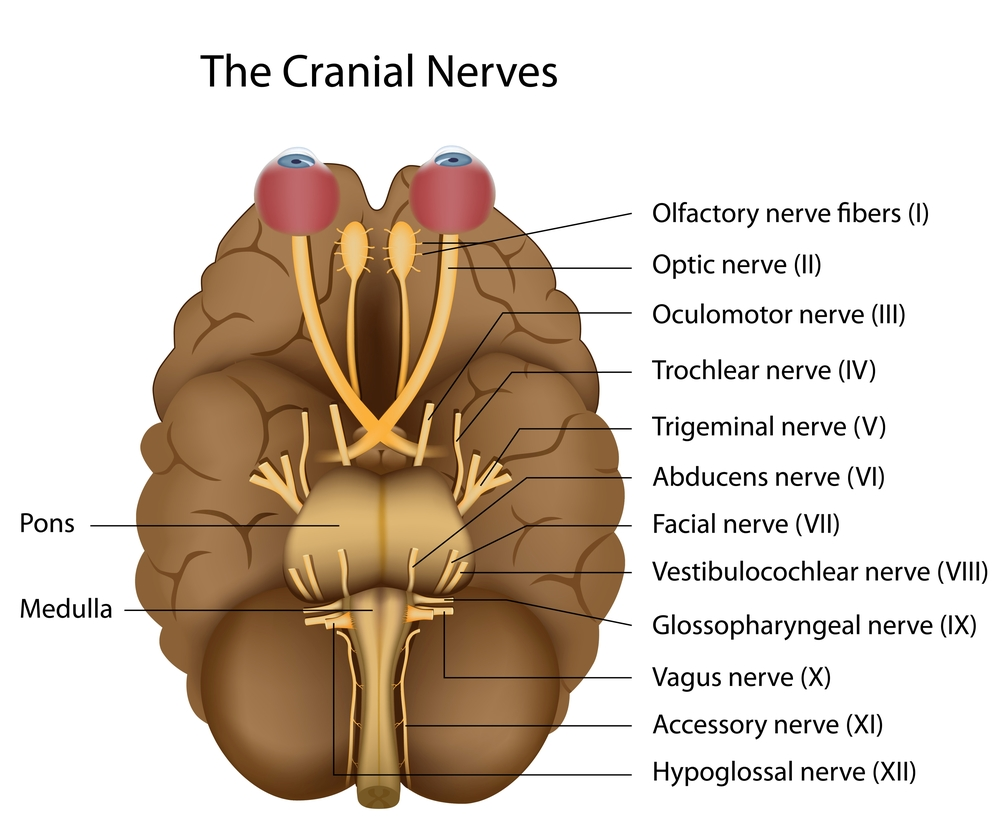 The Cranial Nerves
Olfactory nerve fibers (I)
Optic nerve (II)
Oculomotor nerve (III)
Trochlear nerve (IV)
Trigeminal nerve (V)
Abducens nerve (VI)
Pons
Facial nerve (VII)
Vestibulocochlear nerve (VIII)
Medulla
Glossopharyngeal nerve (IX)
Vagus nerve (X)
Accessory nerve (XI)
Hypoglossal nerve (XII)